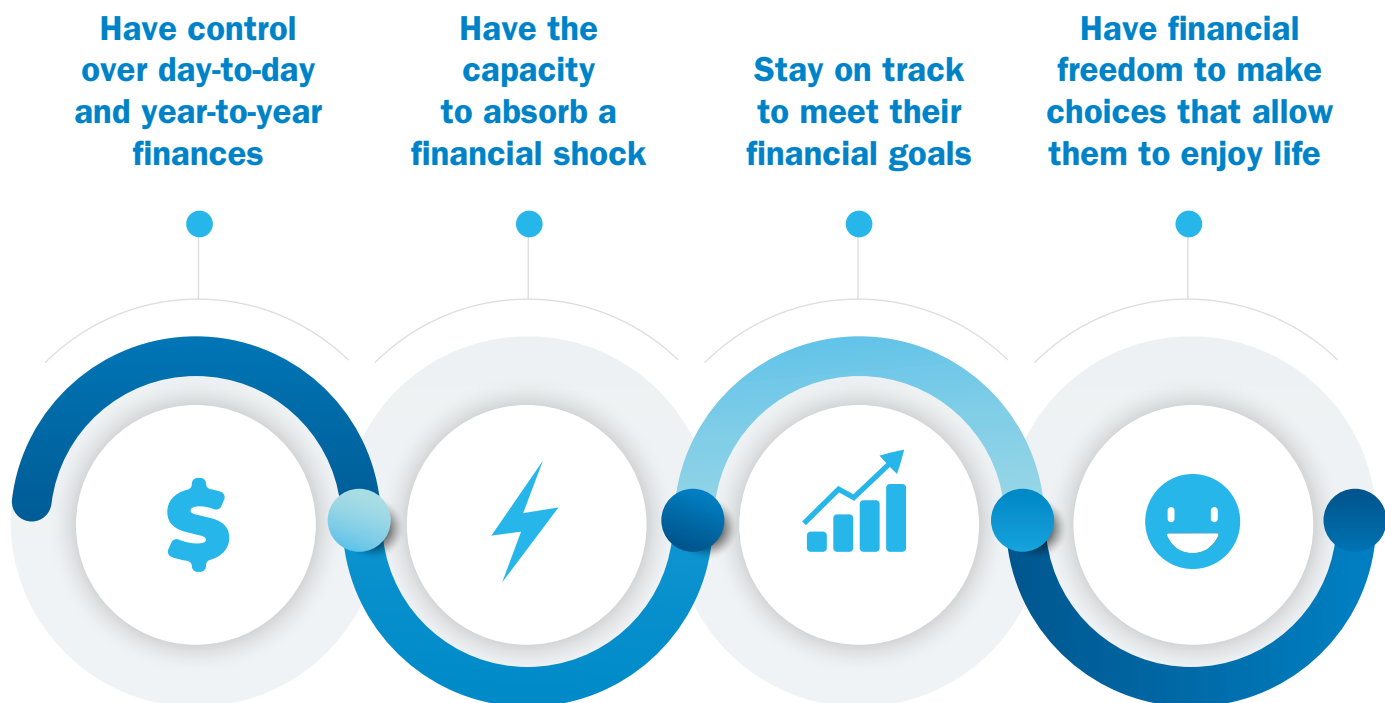 Have control
over day-to-day
and year-to-year
finances
Have the
capacity
to absorb a
financial shock
Stay on track
to meet their
financial goals
Have financial
freedom to make
choices that allow
them to enjoy life
$